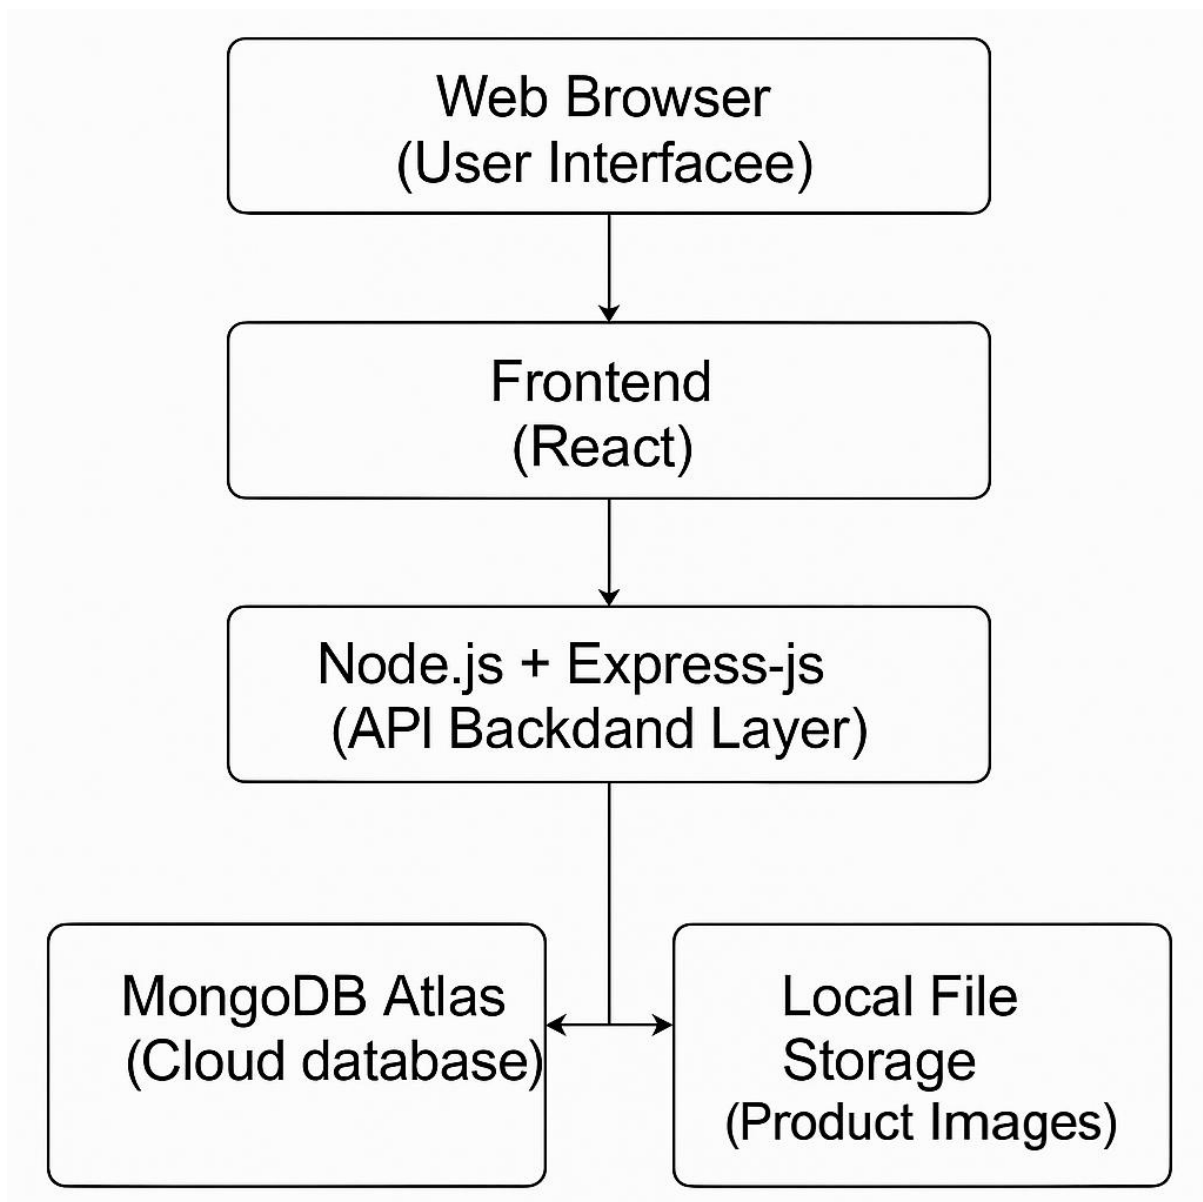 Web Browser
(User Interfacee)
Frontend
(React)
Node.js + Express-js
(API Backdand Layer)
MongoDB Atlas
(Cloud database)
Local File
Storage
(Product Images)